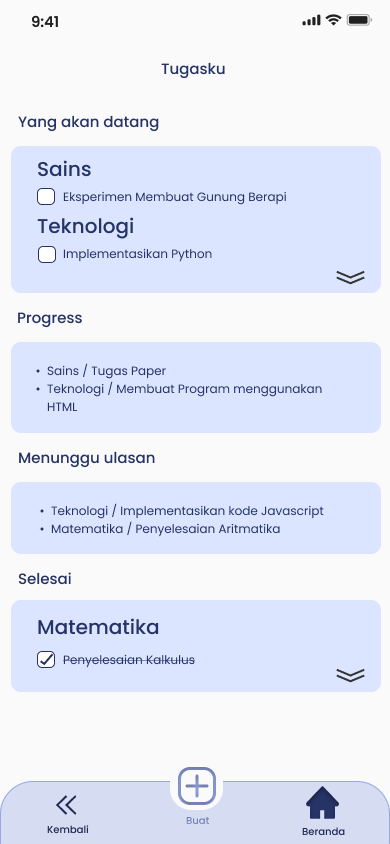 9:41
Tugasku
Yang akan datang
Sains
Eksperimen Membuat Gunung Berapi
Teknologi
Implementasikan Python
Progress
• Sains / Tugas Paper
• Teknologi / Membuat Program menggunakan
HTML
Menunggu ulasan
• Teknologi / Implementasikan kode Javascript
• Matematika / Penyelesaian Aritmatika
Selesai
Matematika
Penyelesaian Kalkulus
Kembali
Buat
Beranda